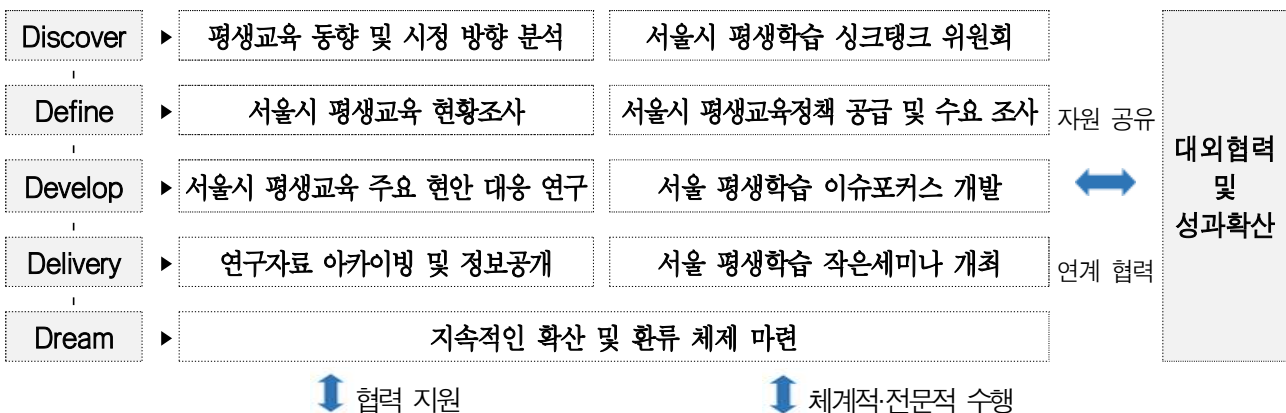 Discover ▶ 평생교육 동향 및 시정 방향 분석 서울시 평생학습 싱크탱크 위원회
Define ▶ 서울시 평생교육 현황조사 서울시 평생교육정책 공급 및 수요 조사
자원 공유
Develop ▶ 서울시 평생교육 주요 현안 대응 연구 서울 평생학습 이슈포커스 개발
Delivery ▶ 연구자료 아카이빙 및 정보공개 서울 평생학습 작은세미나 개최
연계 협력
Dream ▶ 지속적인 확산 및 환류 체제 마련
대외협력
및
성과확산
협력 지원 체계적·전문적 수행